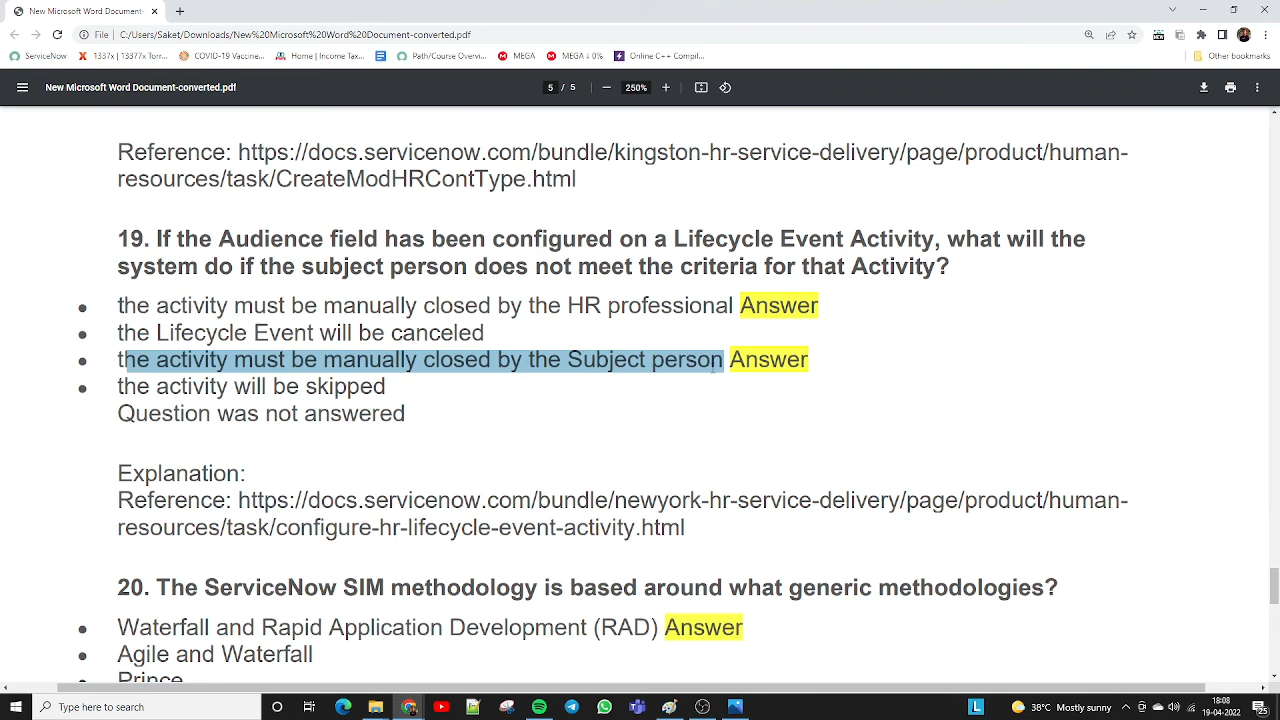 New Microsoft Word Document-
File
C:/Users/Saket/Downloads/New%20Microsoft%20Word%20Document-converted.pdf
ServiceNow
1337x | 13377x Torr...
COVID-19 Vaccine...
Home | Income Tax...
Path/Course Overvi...
MEGA
MEGA ↓ 0%
Online C++ Compil...
Other bookmarks
New Microsoft Word Document-converted.pdf
5 / 5
250%
Reference: https://docs.servicenow.com/bundle/kingston-hr-service-delivery/page/product/human-
resources/task/CreateModHRContType.html
19. If the Audience field has been configured on a Lifecycle Event Activity, what will the
system do if the subject person does not meet the criteria for that Activity?
• the activity must be manually closed by the HR professional Answer
• the Lifecycle Event will be canceled
• the activity must be manually closed by the Subject person Answer
• the activity will be skipped
Question was not answered
Explanation:
Reference: https://docs.servicenow.com/bundle/newyork-hr-service-delivery/page/product/human-
resources/task/configure-hr-lifecycle-event-activity.html
20. The ServiceNow SIM methodology is based around what generic methodologies?
• Waterfall and Rapid Application Development (RAD) Answer
• Agile and Waterfall
• Prince
Type here to search
L
38°C Mostly sunny
18:08
19-04-2022